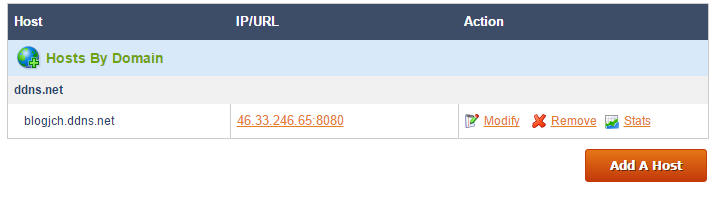 Host IP/URL Action
Hosts By Domain
ddns.net
blogjch.ddns.net 46.33.246.65:8080 Modify Remove Stats
Add A Host